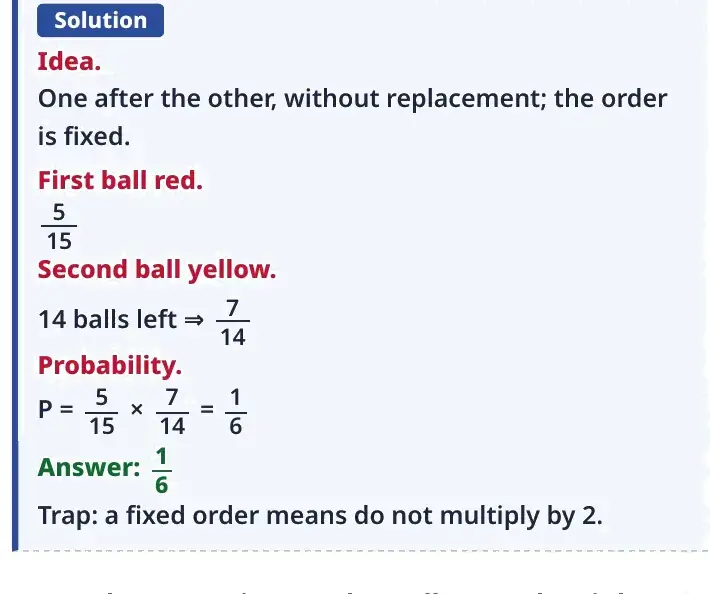 Solution
Idea.
One after the other, without replacement; the order
is fixed.
First ball red.
5/15
Second ball yellow.
14 balls left ⇒ 7/14
Probability.
P = 5/15 × 7/14 = 1/6
Answer: 1/6
Trap: a fixed order means do not multiply by 2.